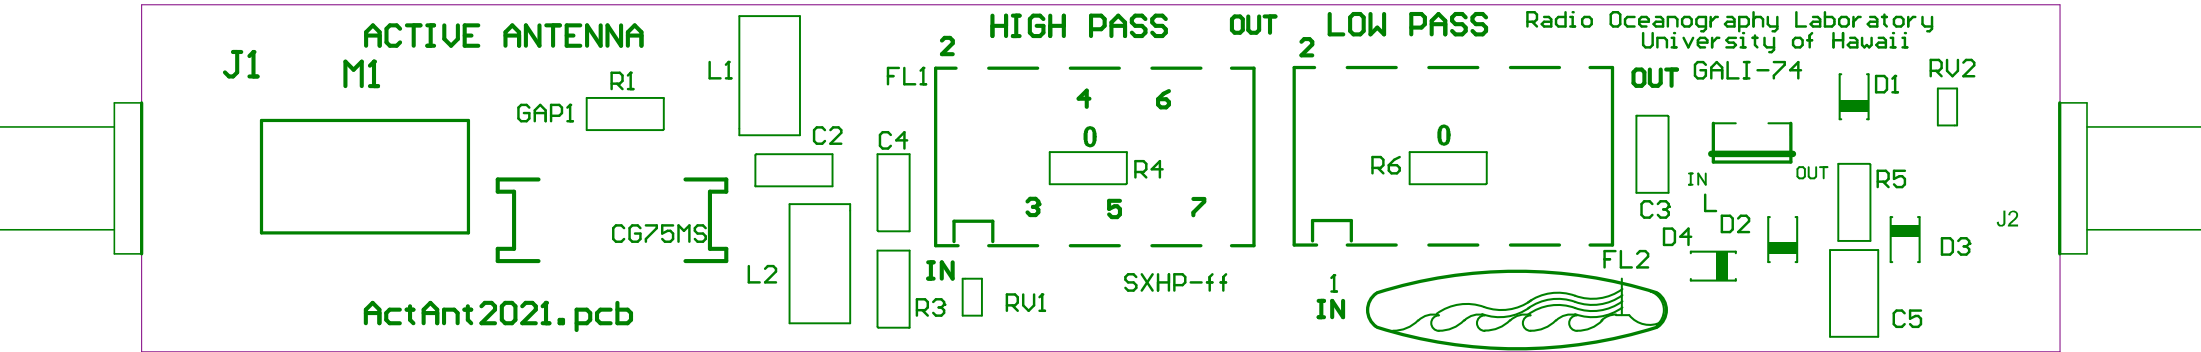 ACTIVE ANTENNA
HIGH PASS
OUT
LOW PASS
Radio Oceanography Laboratory
University of Hawaii
J1
M1
R1
GAP1
L1
C2
C4
FL1
2
4
6
0
R4
3
5
7
IN
2
0
R6
OUT
GALI-74
D1
RV2
IN
OUT
L
C3
R5
D4
D2
D3
J2
CG75MS
L2
R3
RV1
SXHP-ff
1
IN
FL2
C5
ActAnt2021.pcb